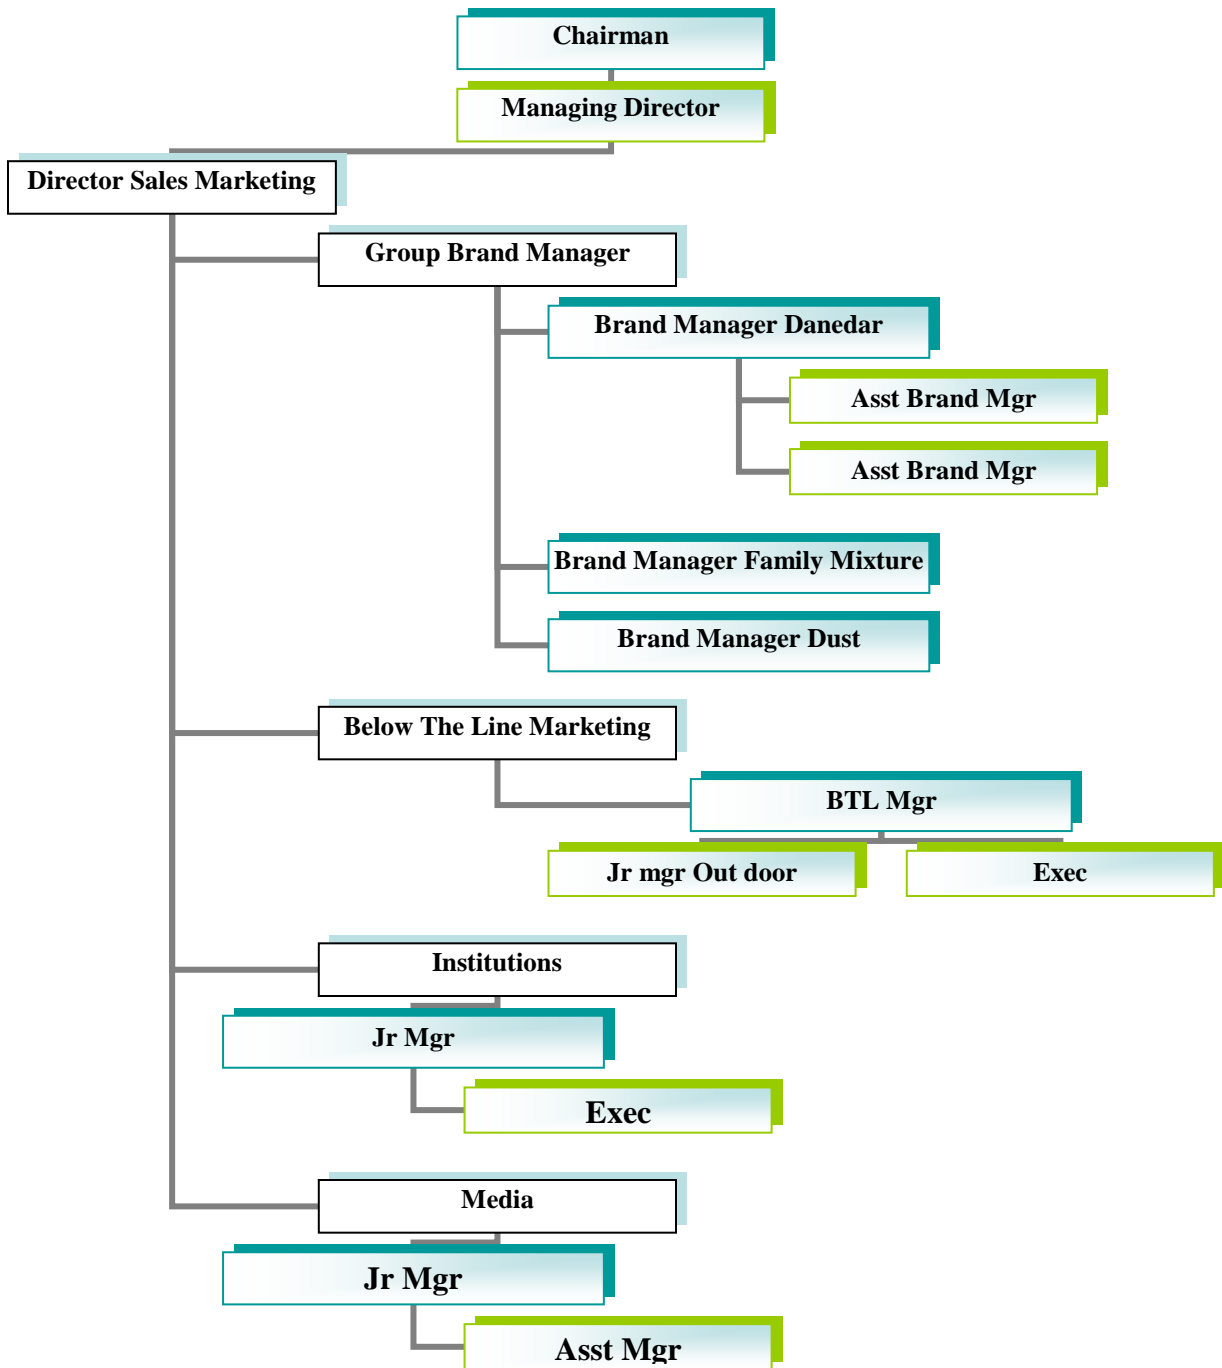 Chairman
Managing Director
Director Sales Marketing
Group Brand Manager
Brand Manager Danedar
Asst Brand Mgr
Asst Brand Mgr
Brand Manager Family Mixture
Brand Manager Dust
Below The Line Marketing
BTL Mgr
Jr mgr Out door
Exec
Institutions
Jr Mgr
Exec
Media
Jr Mgr
Asst Mgr